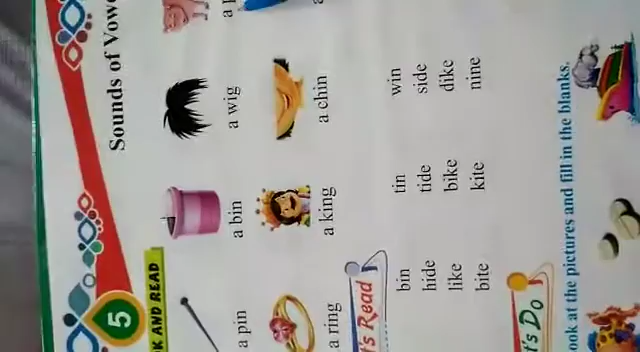 5
Sounds of
K AND READ
a pin a bin a wig a
a ring a king a chin a
's Read
bin tin win
hide tide side
like bike dike
bite kite nine
t's Do
ook at the pictures and fill in the blanks.